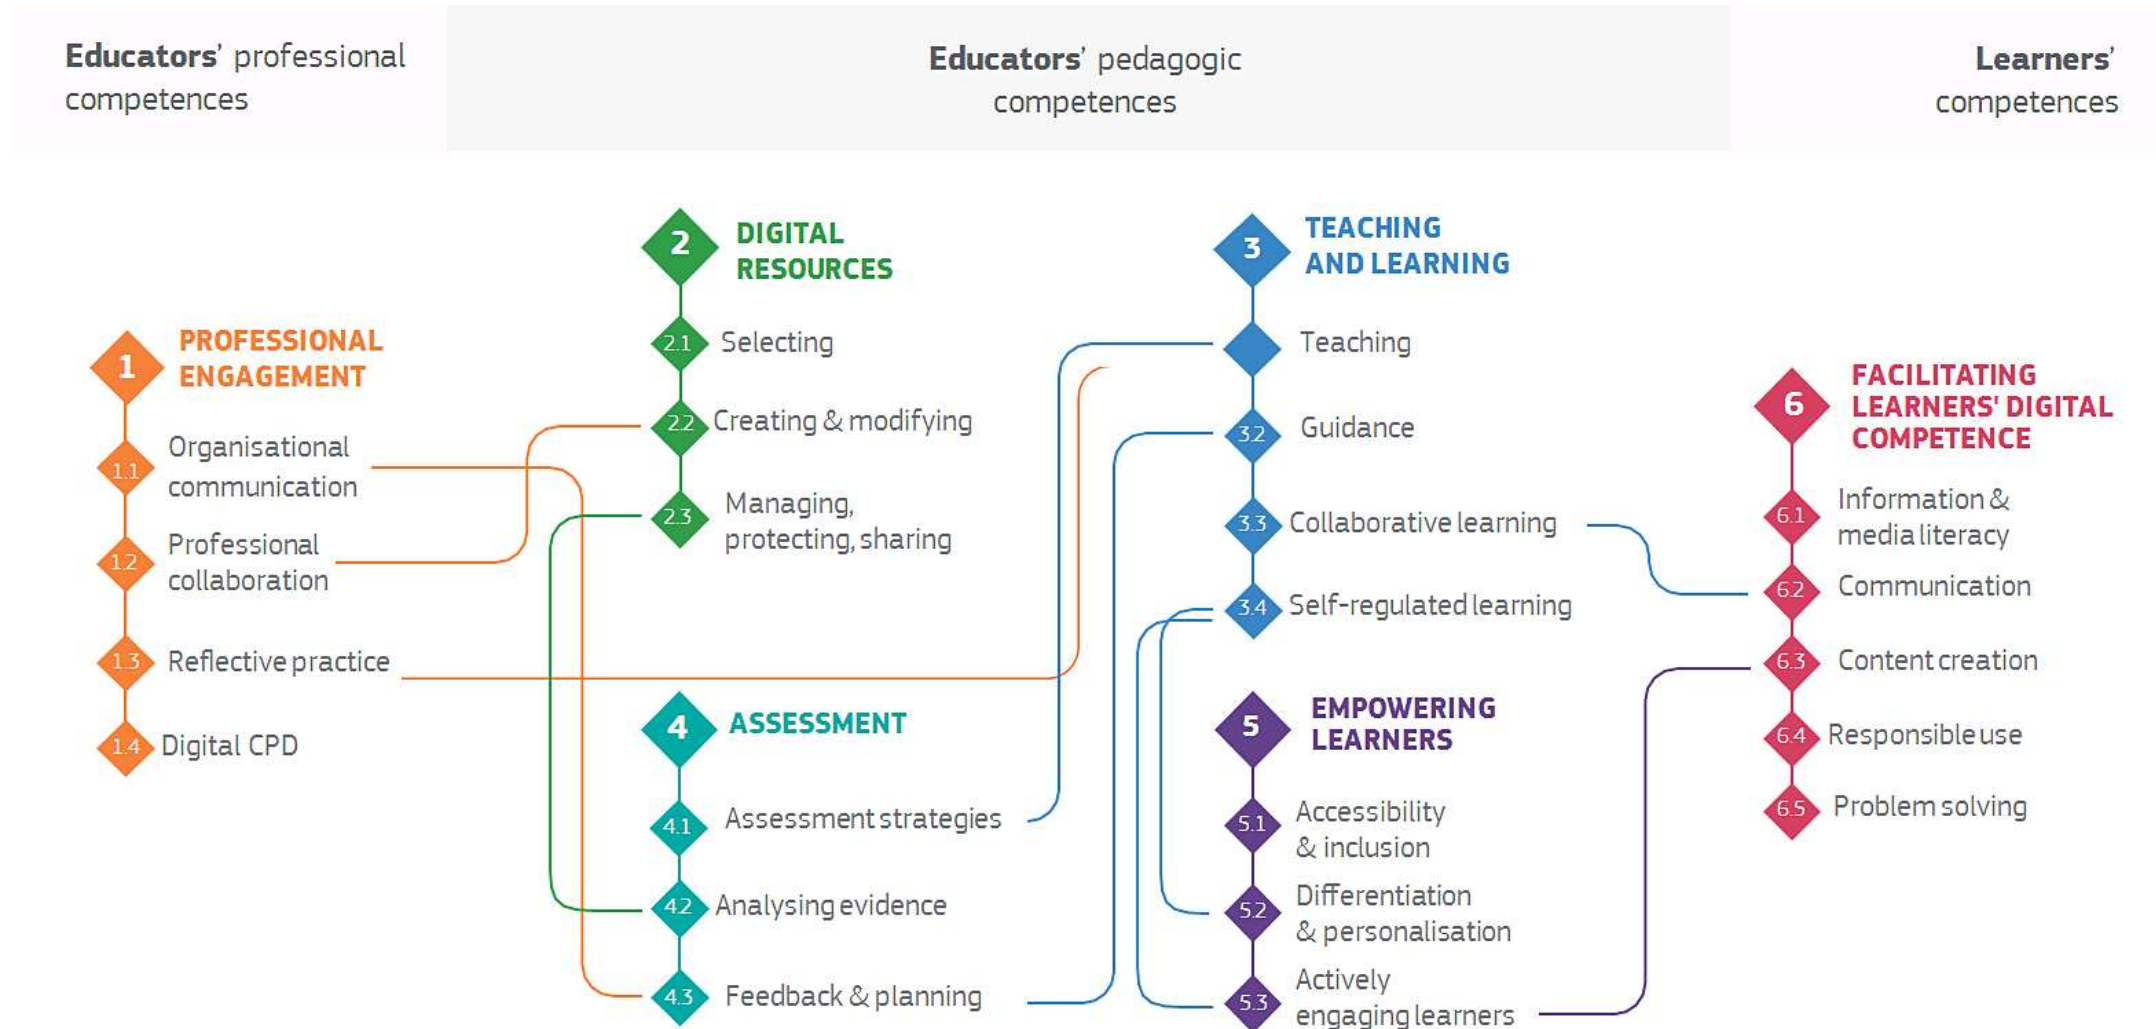 Educators' professional
competences
Educators' pedagogic
competences
Learners'
competences
1
PROFESSIONAL
ENGAGEMENT
1.1
Organisational
communication
1.2
Professional
collaboration
1.3
Reflective practice
1.4
Digital CPD
2
DIGITAL
RESOURCES
2.1
Selecting
2.2
Creating & modifying
2.3
Managing,
protecting, sharing
3
TEACHING
AND LEARNING
Teaching
3.2
Guidance
3.3
Collaborative learning
3.4
Self-regulated learning
4
ASSESSMENT
4.1
Assessment strategies
4.2
Analysing evidence
4.3
Feedback & planning
5
EMPOWERING
LEARNERS
5.1
Accessibility
& inclusion
5.2
Differentiation
& personalisation
5.3
Actively
engaging learners
6
FACILITATING
LEARNERS' DIGITAL
COMPETENCE
6.1
Information &
media literacy
6.2
Communication
6.3
Content creation
6.4
Responsible use
6.5
Problem solving